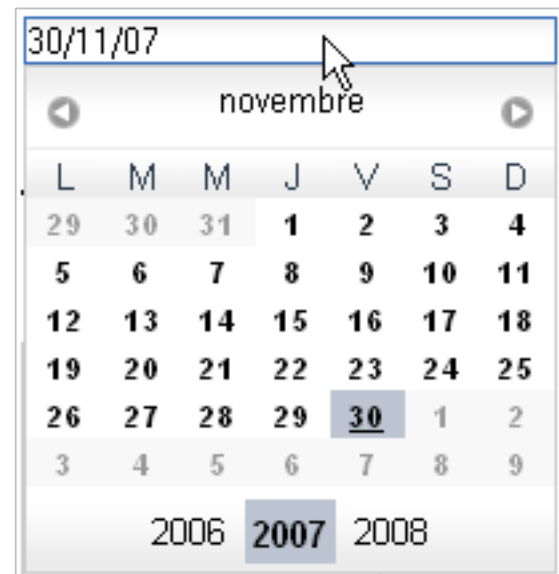 30/11/07
novembre
L M M J V S D
29 30 31 1 2 3 4
5 6 7 8 9 10 11
12 13 14 15 16 17 18
19 20 21 22 23 24 25
26 27 28 29 30 1 2
3 4 5 6 7 8 9
2006 2007 2008